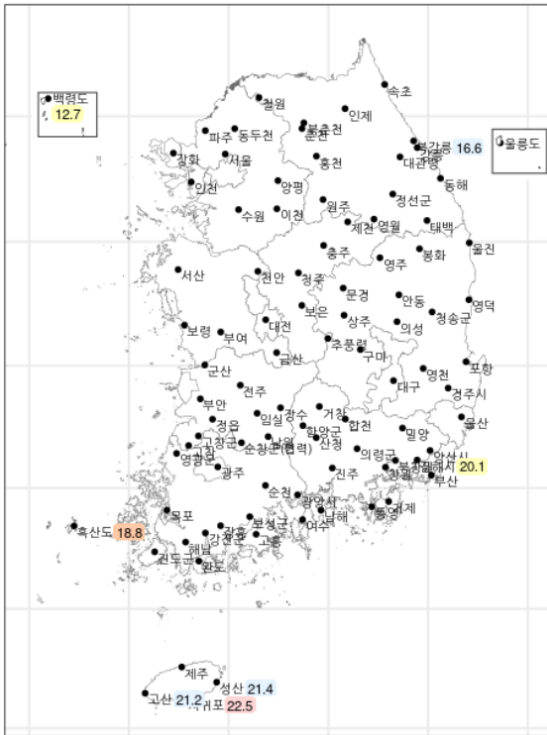 속초
백령도
12.7
철원
인제
북춘천
춘천
파주
동두천
북강릉 16.6
강화
서울
홍천
대관령
울릉도
인천
양평
동해
정선군
원주
수원
이천
제천
영월
태백
충주
봉화
울진
영주
서산
천안
청주
문경
안동
보은
상주
청송군
영덕
의성
대전
보령
부여
추풍령
구미
금산
포항
군산
영천
대구
경주시
전주
부안
임실
장수
거창
합천
울산
정읍
함양군
밀양
고창군
남원
산청
순창군(협력)
고창
영광군
의령군
양산시
광주
진주
김해시 20.1
부산
순천
광양시
거제
목포
남해
통영
보성군
여수
흑산도 18.8
장흥
강진군
고흥
해남
진도군
완도
제주
성산 21.4
고산 21.2
22.5